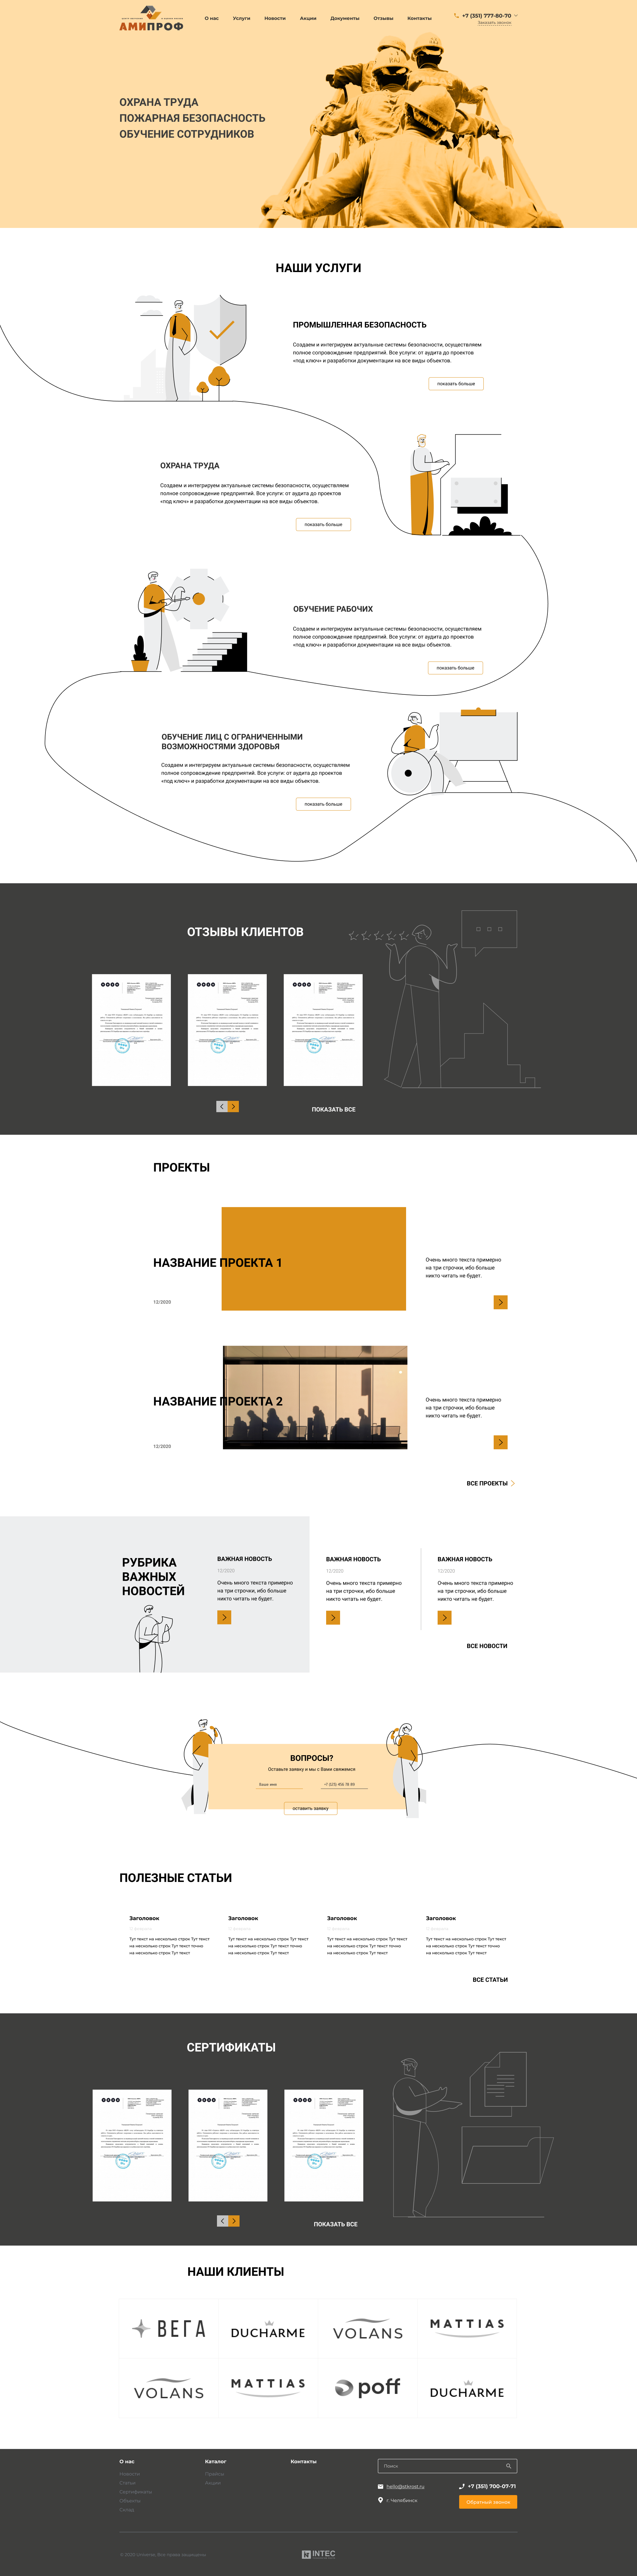 АМИПРОФ
О нас
Услуги
Новости
Акции
Документы
Отзывы
Контакты
+7 (351) 777-80-70
Заказать звонок
ОХРАНА ТРУДА
ПОЖАРНАЯ БЕЗОПАСНОСТЬ
ОБУЧЕНИЕ СОТРУДНИКОВ
НАШИ УСЛУГИ
ПРОМЫШЛЕННАЯ БЕЗОПАСНОСТЬ
Создаем и интегрируем актуальные системы безопасности, осуществляем
полное сопровождение предприятий. Все услуги: от аудита до проектов
«под ключ» и разработки документации на все виды объектов.
показать больше
ОХРАНА ТРУДА
Создаем и интегрируем актуальные системы безопасности, осуществляем
полное сопровождение предприятий. Все услуги: от аудита до проектов
«под ключ» и разработки документации на все виды объектов.
показать больше
ОБУЧЕНИЕ РАБОЧИХ
Создаем и интегрируем актуальные системы безопасности, осуществляем
полное сопровождение предприятий. Все услуги: от аудита до проектов
«под ключ» и разработки документации на все виды объектов.
показать больше
ОБУЧЕНИЕ ЛИЦ С ОГРАНИЧЕННЫМИ
ВОЗМОЖНОСТЯМИ ЗДОРОВЬЯ
Создаем и интегрируем актуальные системы безопасности, осуществляем
полное сопровождение предприятий. Все услуги: от аудита до проектов
«под ключ» и разработки документации на все виды объектов.
показать больше
ОТЗЫВЫ КЛИЕНТОВ
ПОКАЗАТЬ ВСЕ
ПРОЕКТЫ
НАЗВАНИЕ ПРОЕКТА 1
12/2020
Очень много текста примерно
на три строчки, ибо больше
никто читать не будет.
НАЗВАНИЕ ПРОЕКТА 2
12/2020
Очень много текста примерно
на три строчки, ибо больше
никто читать не будет.
ВСЕ ПРОЕКТЫ
РУБРИКА
ВАЖНЫХ
НОВОСТЕЙ
ВАЖНАЯ НОВОСТЬ
12/2020
Очень много текста примерно
на три строчки, ибо больше
никто читать не будет.
ВАЖНАЯ НОВОСТЬ
12/2020
Очень много текста примерно
на три строчки, ибо больше
никто читать не будет.
ВАЖНАЯ НОВОСТЬ
12/2020
Очень много текста примерно
на три строчки, ибо больше
никто читать не будет.
ВСЕ НОВОСТИ
ВОПРОСЫ?
Оставьте заявку и мы с Вами свяжемся
Ваше имя
+7 (123) 456 78 89
оставить заявку
ПОЛЕЗНЫЕ СТАТЬИ
Заголовок
Тут текст на несколько строк Тут текст
на несколько строк Тут текст точно
на несколько строк Тут текст
Заголовок
Тут текст на несколько строк Тут текст
на несколько строк Тут текст точно
на несколько строк Тут текст
Заголовок
Тут текст на несколько строк Тут текст
на несколько строк Тут текст точно
на несколько строк Тут текст
Заголовок
Тут текст на несколько строк Тут текст
на несколько строк Тут текст точно
на несколько строк Тут текст
ВСЕ СТАТЬИ
СЕРТИФИКАТЫ
ПОКАЗАТЬ ВСЕ
НАШИ КЛИЕНТЫ
ВЕГА
DUCHARME
VOLANS
MATTIAS
VOLANS
MATTIAS
poff
DUCHARME
О нас
Новости
Статьи
Сертификаты
Объекты
Склад
Каталог
Приборы
Акции
Контакты
Поиск
hello@stkmost.ru
г. Челябинск
+7 (351) 700-07-71
Обратный звонок
INTEC